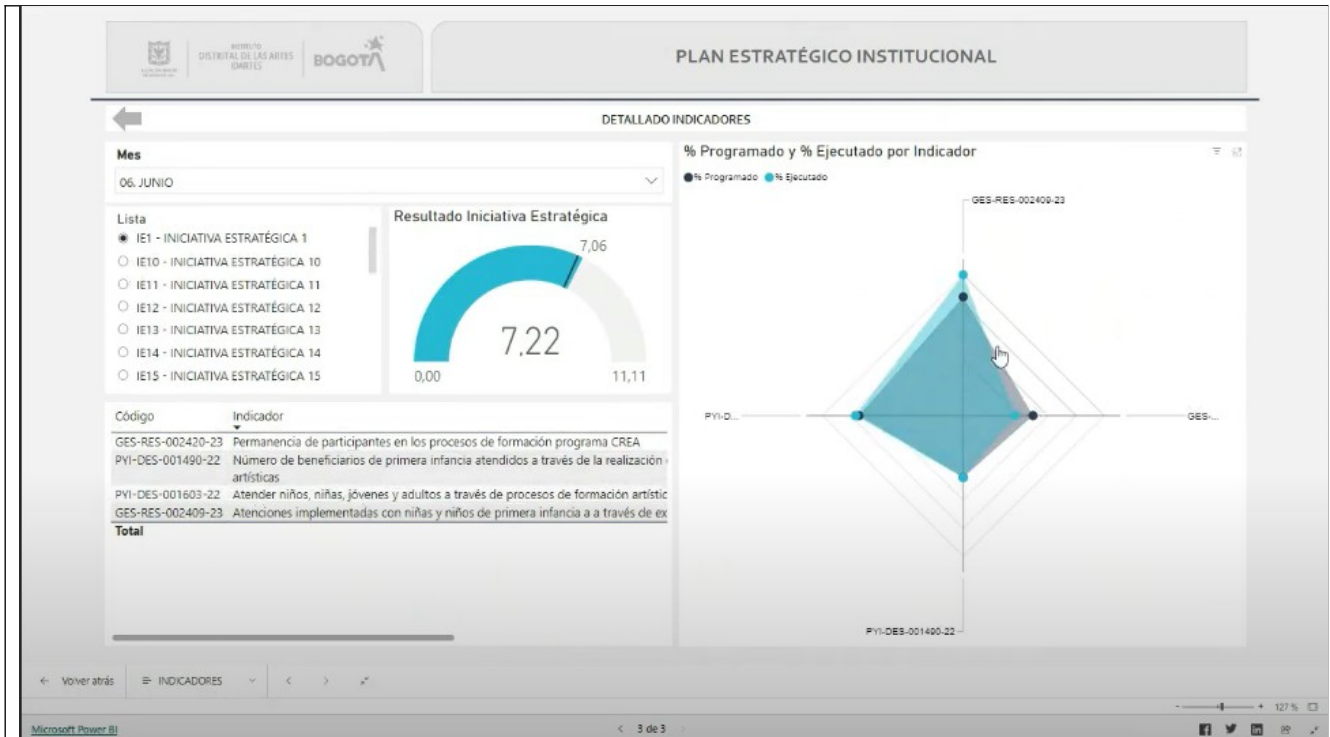 INSTITUTO
DISTRITAL DE LAS ARTES
IDARTES
BOGOTÁ
PLAN ESTRATÉGICO INSTITUCIONAL
DETALLADO INDICADORES
Mes
06. JUNIO
Lista
IE1 - INICIATIVA ESTRATÉGICA 1
IE10 - INICIATIVA ESTRATÉGICA 10
IE11 - INICIATIVA ESTRATÉGICA 11
IE12 - INICIATIVA ESTRATÉGICA 12
IE13 - INICIATIVA ESTRATÉGICA 13
IE14 - INICIATIVA ESTRATÉGICA 14
IE15 - INICIATIVA ESTRATÉGICA 15
Resultado Iniciativa Estratégica
7,06
7,22
0,00
11,11
Código Indicador
GES-RES-002420-23 Permanencia de participantes en los procesos de formación programa CREA
PYI-DES-001490-22 Número de beneficiarios de primera infancia atendidos a través de la realización
artísticas
PYI-DES-001603-22 Atender niños, niñas, jóvenes y adultos a través de procesos de formación artístic
GES-RES-002409-23 Atenciones implementadas con niñas y niños de primera infancia a a través de ex
Total
% Programado y % Ejecutado por Indicador
% Programado % Ejecutado
GES-RES-002409-23
PYI-D...
GES-...
PYI-DES-001490-22
Volver atrás
INDICADORES
127 %
Microsoft Power BI
3 de 3